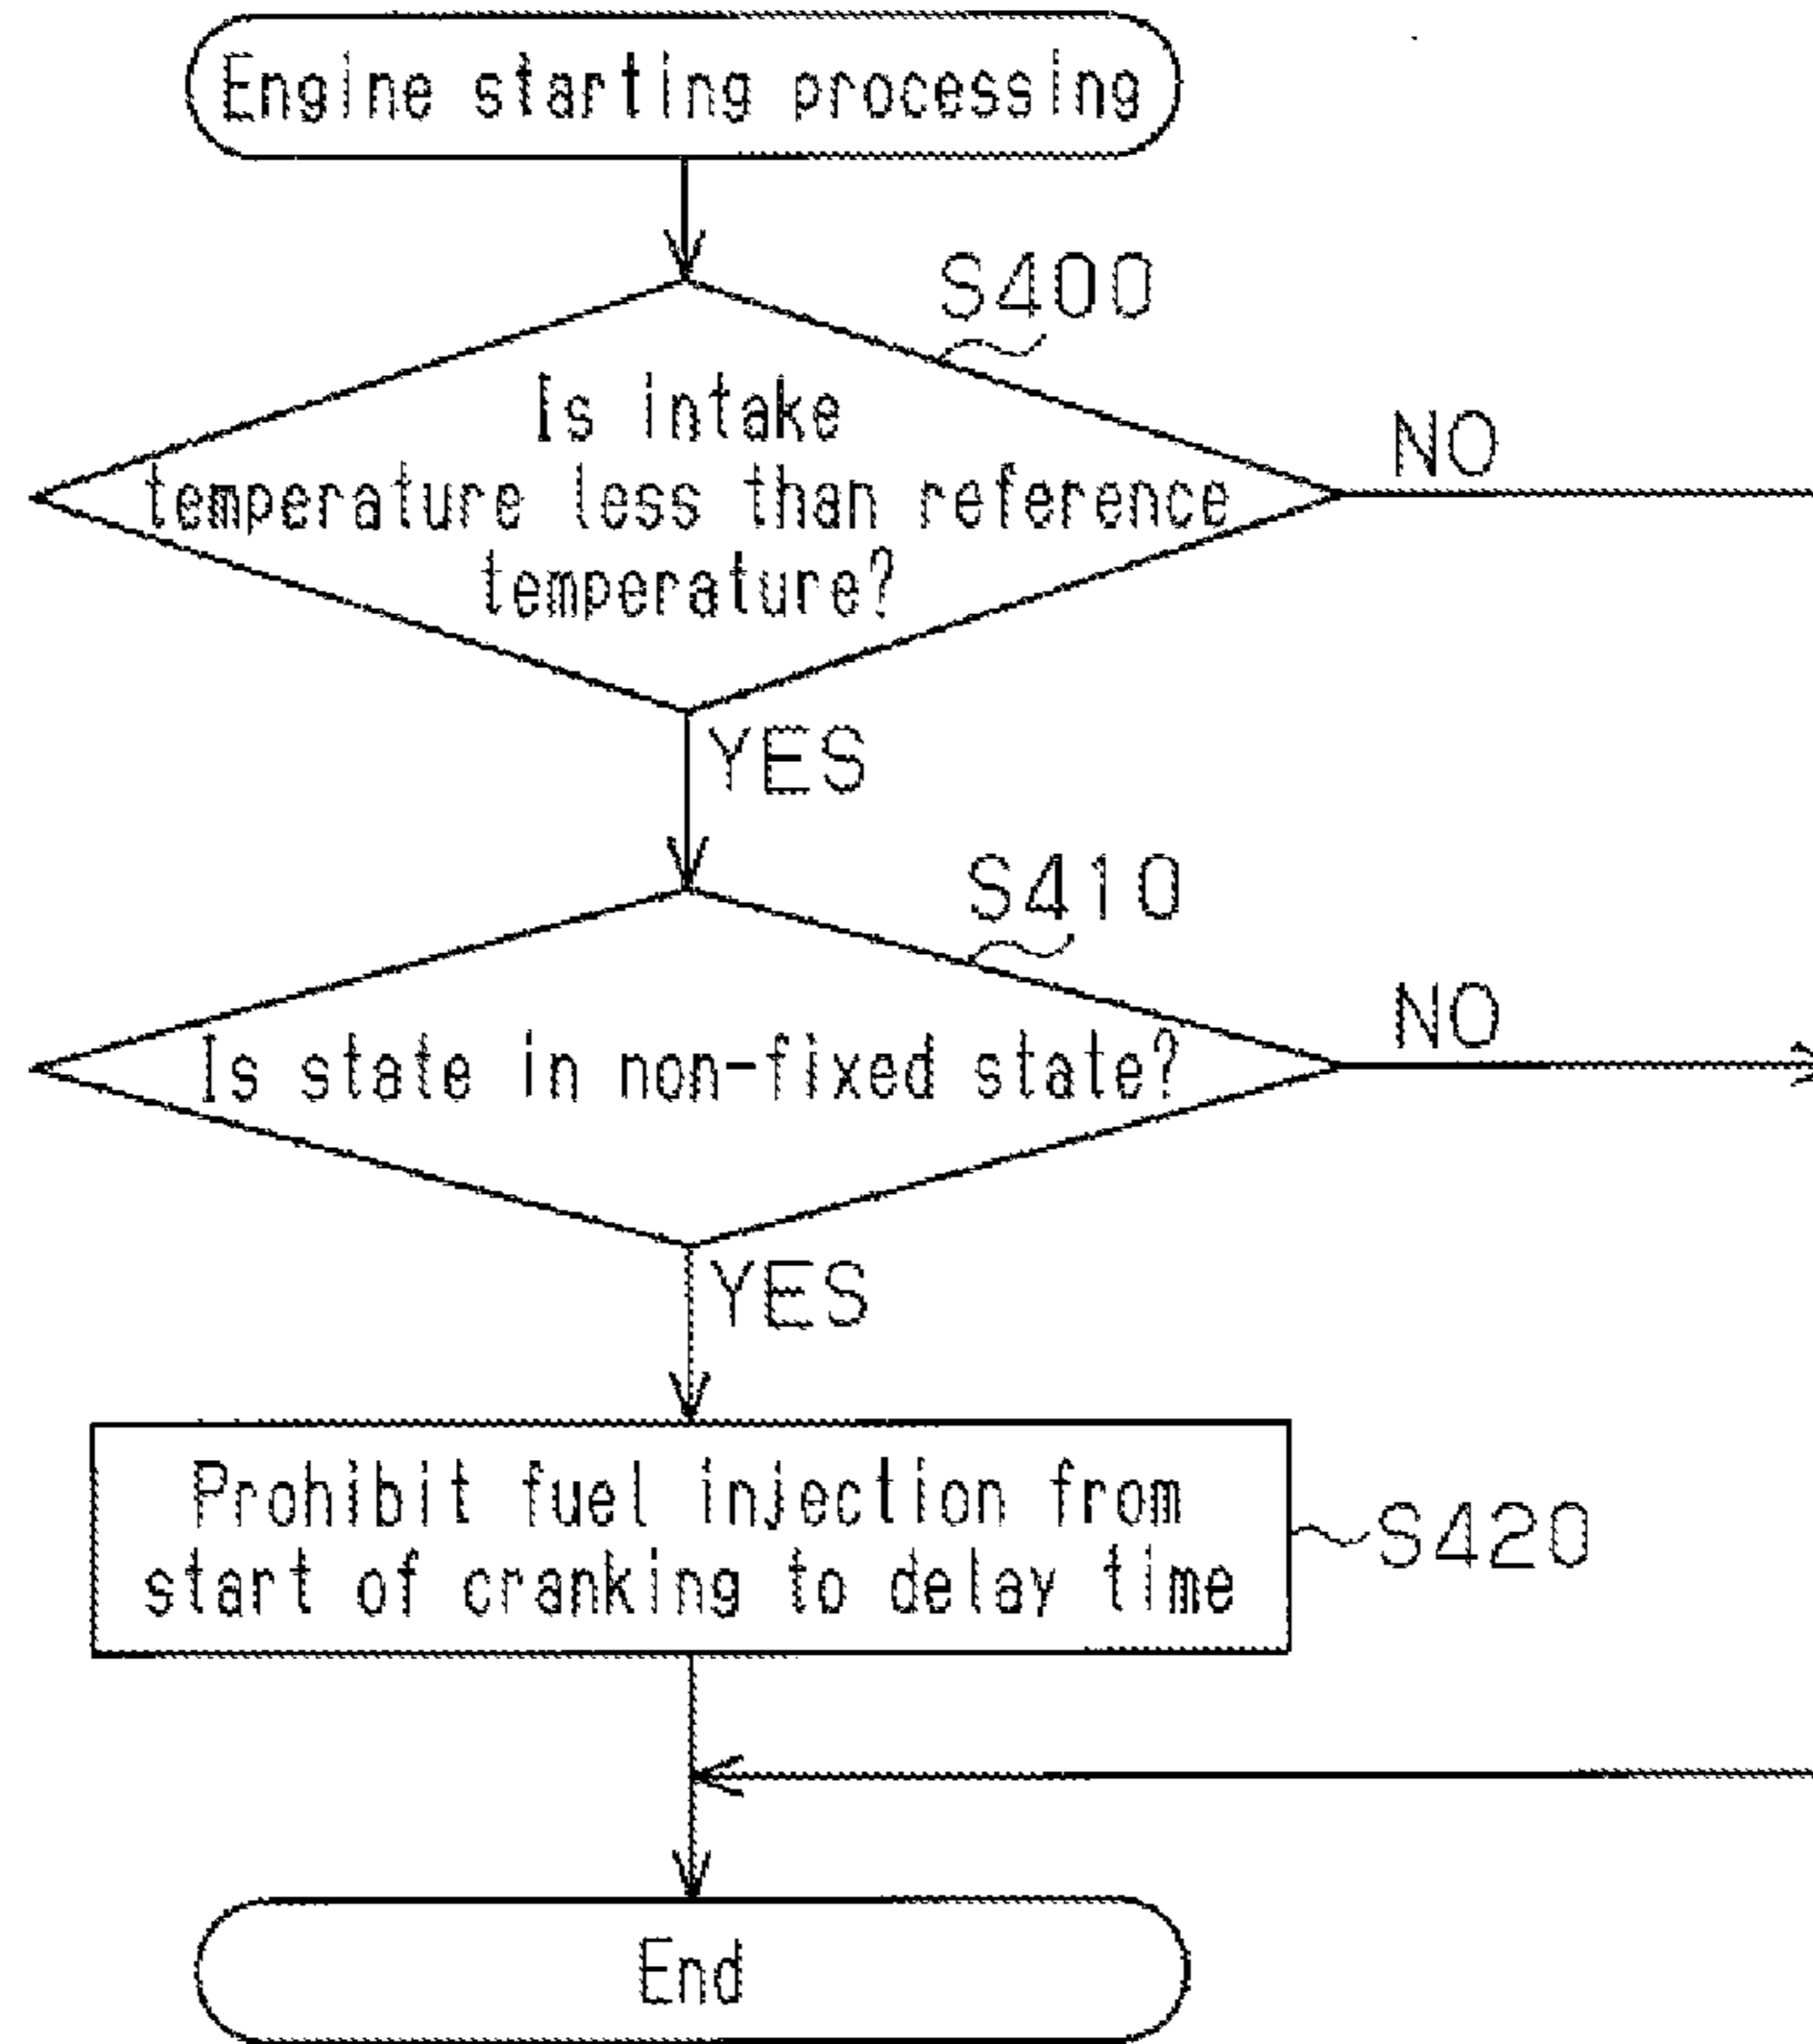 Engine starting processing
S400
Is intake
temperature less than reference
temperature?
NO
YES
S410
Is state in non-fixed state?
NO
YES
Prohibit fuel injection from
start of cranking to delay time
S420
End